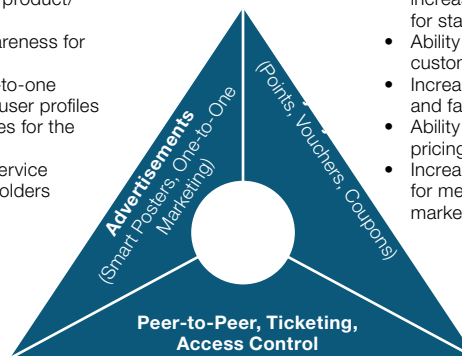 product/
areness for
-to-one
user profiles
es for the
ervice
olders
Advertisements
(Smart Posters, One-to-One
Marketing)
(Points, Vouchers, Coupons)
increas
for sta
• Ability
custom
• Increa
and fa
• Ability
pricing
• Increa
for me
marke
Peer-to-Peer, Ticketing,
Access Control